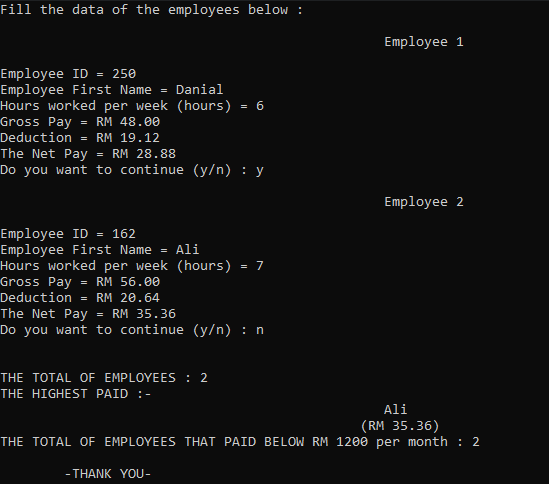 Fill the data of the employees below :
Employee 1
Employee ID = 250
Employee First Name = Danial
Hours worked per week (hours) = 6
Gross Pay = RM 48.00
Deduction = RM 19.12
The Net Pay = RM 28.88
Do you want to continue (y/n) : y
Employee 2
Employee ID = 162
Employee First Name = Ali
Hours worked per week (hours) = 7
Gross Pay = RM 56.00
Deduction = RM 20.64
The Net Pay = RM 35.36
Do you want to continue (y/n) : n
THE TOTAL OF EMPLOYEES : 2
THE HIGHEST PAID :-
Ali
(RM 35.36)
THE TOTAL OF EMPLOYEES THAT PAID BELOW RM 1200 per month : 2
-THANK YOU-